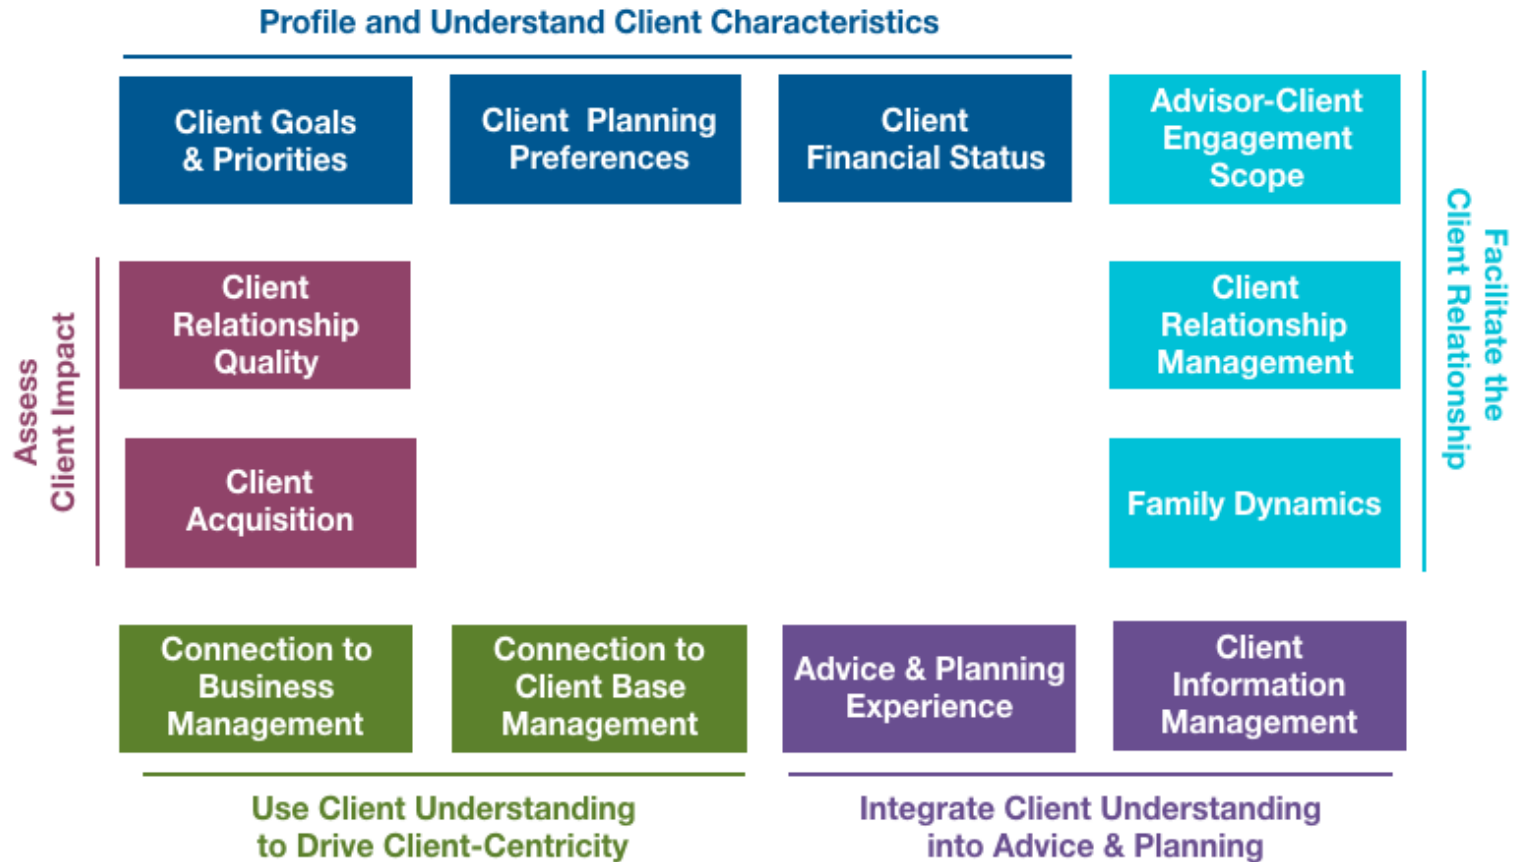 Profile and Understand Client Characteristics
Client Goals
& Priorities
Client Planning
Preferences
Client
Financial Status
Advisor-Client
Engagement
Scope
Facilitate the
Client Relationship
Assess
Client Impact
Client
Relationship
Quality
Client
Relationship
Management
Client
Acquisition
Family Dynamics
Connection to
Business
Management
Connection to
Client Base
Management
Advice & Planning
Experience
Client
Information
Management
Use Client Understanding
to Drive Client-Centricity
Integrate Client Understanding
into Advice & Planning